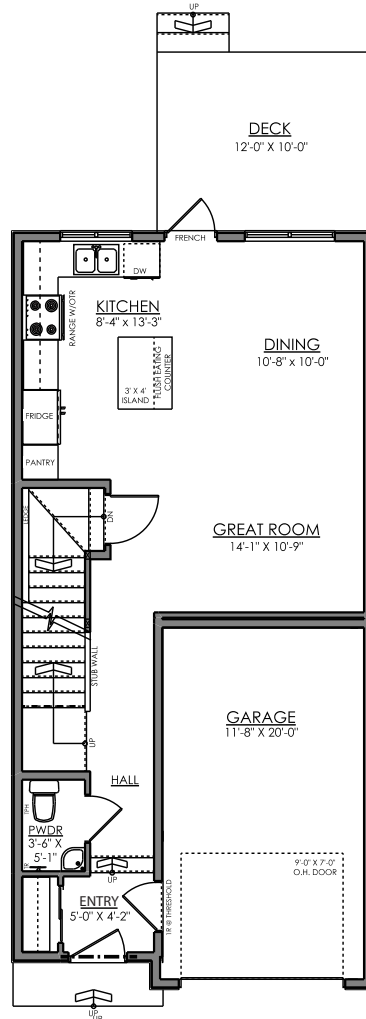 UP
DECK
12'-0" X 10'-0"
FRENCH
DW
RANGE W/OTR
KITCHEN
8'-4" x 13'-3"
DINING
10'-8 x 10'-0"
3' X 4'
ISLAND
FLUSH EATING
COUNTER
FRIDGE
PANTRY
LEDGE
DN
GREAT ROOM
14'-1" X 10'-9"
STUB WALL
UP
GARAGE
11'-8" X 20'-0"
HALL
TPH
PWDR
3'-6" X
5'-1"
TR
UP
9'-0" X 7'-0"
O.H. DOOR
ENTRY
5'-0" X 4'-2"
1R @ THRESHOLD
UP
UP